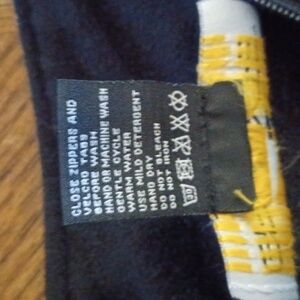 CLOSE ZIPPERS AND
VELCRO TABS
BEFORE WASH
HAND OR MACHINE WASH
GENTLE CYCLE
WARM WATER
USE MILD DETERGENT
HANG DRY
DO NOT BLEACH
DO NOT IRON